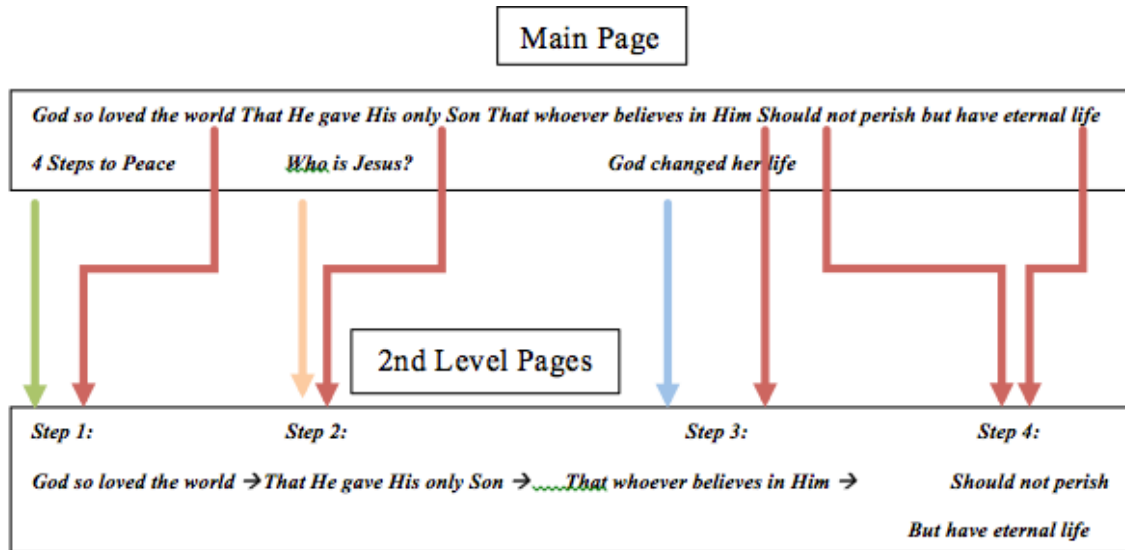 Main Page
God so loved the world That He gave His only Son That whoever believes in Him Should not perish but have eternal life
4 Steps to Peace Who is Jesus? God changed her life
2nd Level Pages
Step 1: Step 2: Step 3: Step 4:
God so loved the world → That He gave His only Son → That whoever believes in Him → Should not perish
But have eternal life